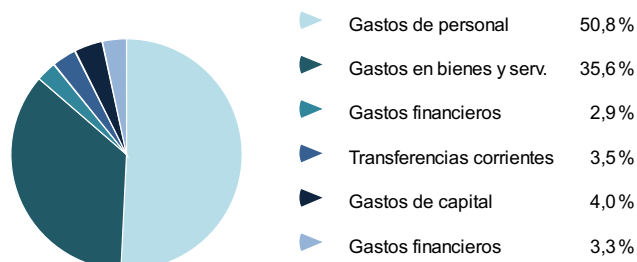 Gastos de personal 50,8%
Gastos en bienes y serv. 35,6%
Gastos financieros 2,9%
Transferencias corrientes 3,5%
Gastos de capital 4,0%
Gastos financieros 3,3%